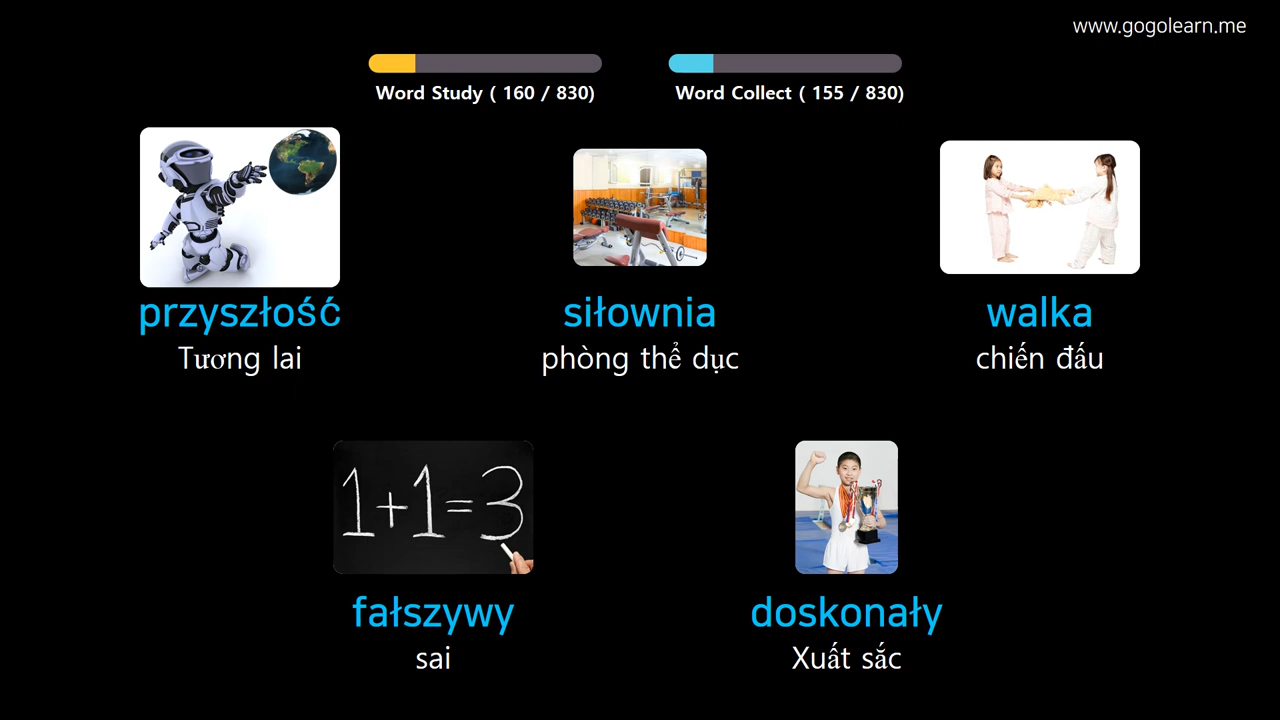 www.gogolearn.me
Word Study ( 160 / 830)
Word Collect ( 155 / 830)
przyszłość
Tương lai
siłownia
phòng thể dục
walka
chiến đấu
1+1=3
fałszywy
sai
doskonały
Xuất sắc